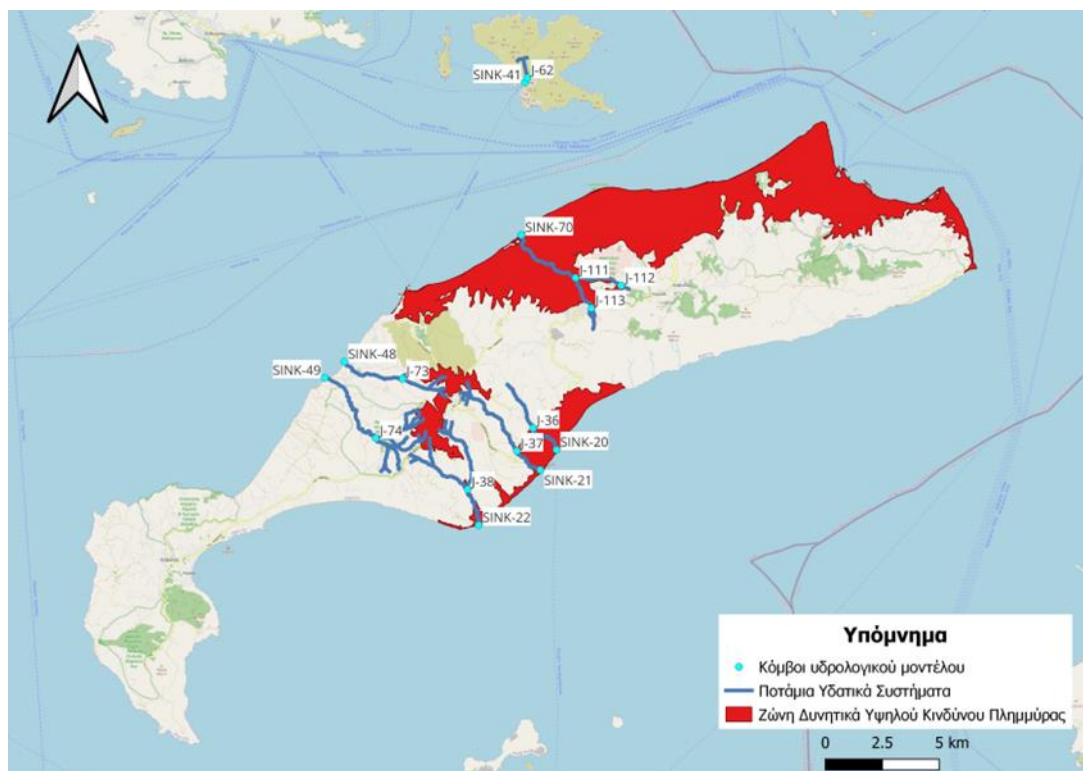 SINK-41
J-62
SINK-70
J-111
J-112
J-113
SINK-48
SINK-49
J-73
J-74
J-36
J-37
SINK-20
SINK-21
J-38
SINK-22
Υπόμνημα
Κόμβοι υδρολογικού μοντέλου
Ποτάμια Υδατικά Συστήματα
Ζώνη Δυνητικά Υψηλού Κινδύνου Πλημμύρας
0 2.5 5 km